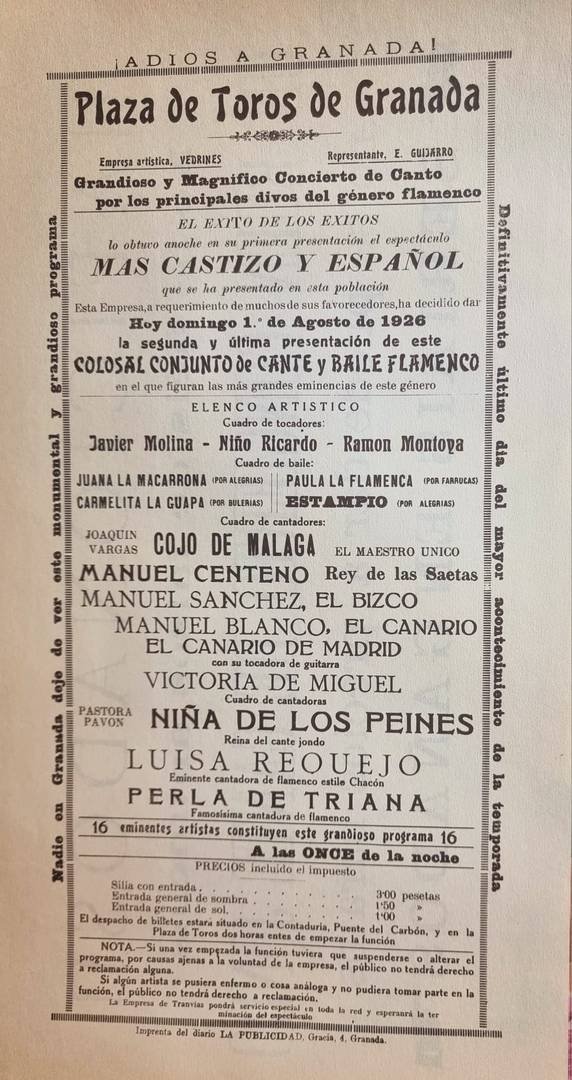 ¡ADIOS A GRANADA!
Plaza de Toros de Granada
Empresa artística, VEDRINES
Representante, E. GUIJARRO
Grandioso y Magnífico Concierto de Canto
por los principales divos del género flamenco
EL EXITO DE LOS EXITOS
lo obtuvo anoche en su primera presentación el espectáculo
MAS CASTIZO Y ESPAÑOL
que se ha presentado en esta población
Esta Empresa, a requerimiento de muchos de sus favorecedores, ha decidido dar
Hoy domingo 1.º de Agosto de 1926
la segunda y última presentación de este
COLOSAL CONJUNTO de CANTE y BAILE FLAMENCO
en el que figuran las más grandes eminencias de este género
ELENCO ARTISTICO
Cuadro de tocadores:
Javier Molina - Niño Ricardo - Ramon Montoya
Cuadro de baile:
JUANA LA MACARRONA (POR ALEGRIAS)
PAULA LA FLAMENCA (POR FARRUCAS)
CARMELITA LA GUAPA (POR BULERIAS)
ESTAMPIO (POR ALEGRIAS)
Cuadro de cantadores:
JOAQUIN
VARGAS
COJO DE MALAGA EL MAESTRO UNICO
MANUEL CENTENO Rey de las Saetas
MANUEL SANCHEZ, EL BIZCO
MANUEL BLANCO, EL CANARIO
EL CANARIO DE MADRID
con su tocadora de guitarra
VICTORIA DE MIGUEL
Cuadro de cantadoras
PASTORA
PAVON
NIÑA DE LOS PEINES
Reina del cante jondo
LUISA REQUEJO
Eminente cantadora de flamenco estilo Chacón
PERLA DE TRIANA
Famosísima cantadura de flamenco
16 eminentes artistas constituyen este grandioso programa 16
A las ONCE de la noche
PRECIOS incluído el impuesto
Silla con entrada . . . . . . . . . . 3'00 pesetas
Entrada general de sombra . . . . . . . . 1'50 »
Entrada general de sol. . . . . . . . . 1'00 »
El despacho de billetes estará situado en la Contaduría, Puente del Carbón, y en la
Plaza de Toros dos horas entes de empezar la función
NOTA.—Si una vez empezada la función tuviera que suspenderse o alterar el
programa, por causas ajenas a la voluntad de la empresa, el público no tendrá derecho
a reclamación alguna.
Si algún artista se pusiera enfermo o cosa análoga y no pudiera tomar parte en la
función, el público no tendrá derecho a reclamación.
La Empresa de Tranvías pondrá servicio especial en toda la red y esperará la ter
minación del espectáculo
Imprenta del diario LA PUBLICIDAD, Gracia, 4, Granada.
Nadie en Granada deje de ver este monumental y grandioso programa
Definitivamente último día del mayor acontecimiento de la temporada